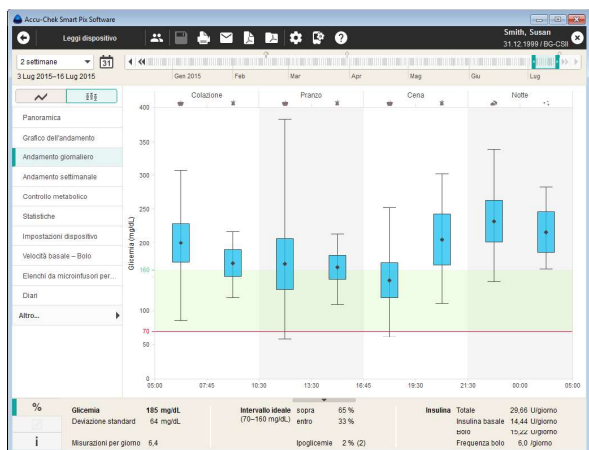 Accu-Chek Smart Pix Software
Leggi dispositivo
Smith, Susan
31.12.1999 / BG-CSII
2 settimane
31
3 Lug 2015–16 Lug 2015
Gen 2015 Feb Mar Apr Mag Giu Lug
Panoramica
Grafico dell'andamento
Andamento giornaliero
Andamento settimanale
Controllo metabolico
Statistiche
Impostazioni dispositivo
Velocità basale – Bolo
Elenchi da microinfusori per...
Diari
Altro...
Colazione Pranzo Cena Notte
Glicemia (mg/dL)
400
350
300
250
200
160
100
70
50
0
05:00 07:45 10:30 13:30 16:45 19:30 21:30 00:00 05:00
%
i
Glicemia 185 mg/dL
Deviazione standard 64 mg/dL
Misurazioni per giorno 6,4
Intervallo ideale sopra 65 %
(70–160 mg/dL) entro 33 %
Ipoglicemie 2 % (2)
Insulina Totale 29,66 U/giorno
Insulina basale 14,44 U/giorno
Bolo 15,22 U/giorno
Frequenza bolo 6,0 /giorno